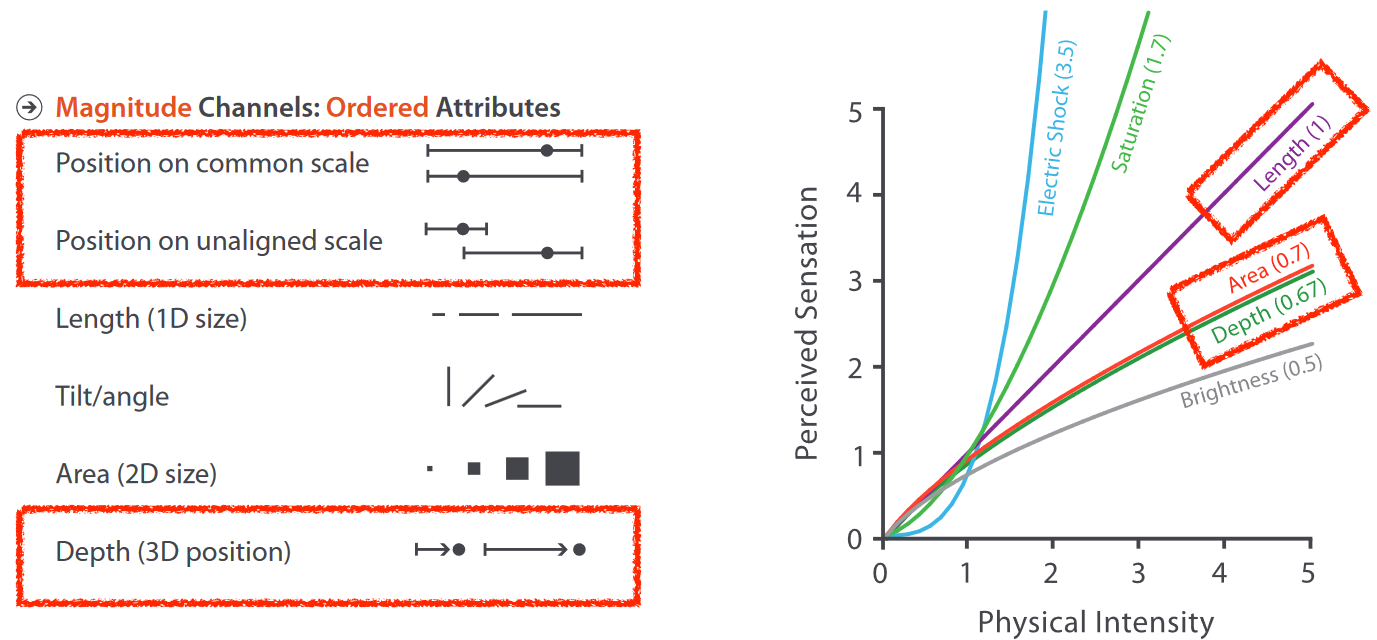 Magnitude Channels: Ordered Attributes
Position on common scale
Position on unaligned scale
Length (1D size)
Tilt/angle
Area (2D size)
Depth (3D position)
Electric Shock (3.5)
Saturation (1.7)
Length (1)
Area (0.7)
Depth (0.67)
Brightness (0.5)
Perceived Sensation
5
4
3
2
1
0
0 1 2 3 4 5
Physical Intensity